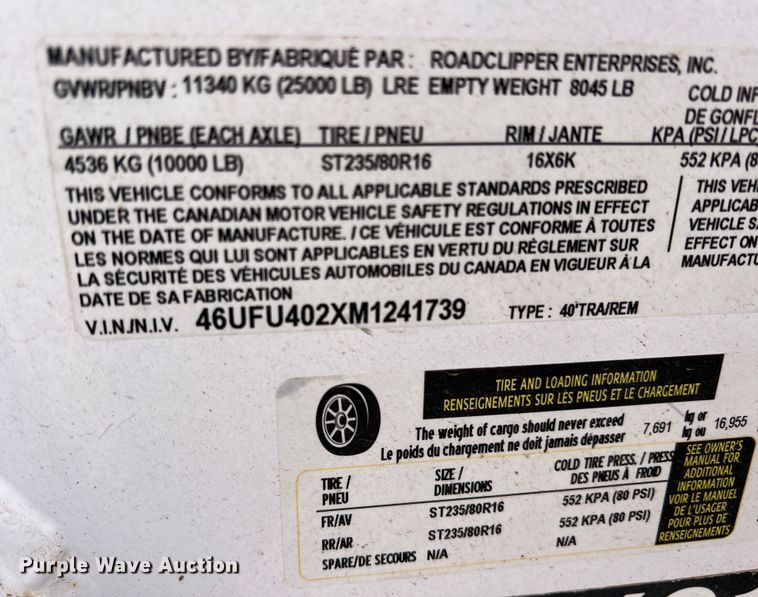 MANUFACTURED BY/FABRIQUÉ PAR : ROADCLIPPER ENTERPRISES, INC.
GVWR/PNBV : 11340 KG (25000 LB) LRE EMPTY WEIGHT 8045 LB
COLD INF
DE GONFL
GAWR / PNBE (EACH AXLE) TIRE / PNEU RIM / JANTE KPA (PSI / LPC
4536 KG (10000 LB) ST235/80R16 16X6K 552 KPA (8
THIS VEHICLE CONFORMS TO ALL APPLICABLE STANDARDS PRESCRIBED
UNDER THE CANADIAN MOTOR VEHICLE SAFETY REGULATIONS IN EFFECT
ON THE DATE OF MANUFACTURE. / CE VÉHICULE EST CONFORME À TOUTES
LES NORMES QUI LUI SONT APPLICABLES EN VERTU DU RÈGLEMENT SUR
LA SÉCURITÉ DES VÉHICULES AUTOMOBILES DU CANADA EN VIGUEUR À LA
DATE DE SA FABRICATION
THIS VEH
APPLICAB
VEHICLE S
EFFECT ON
MANUFACTU
V.I.N./N.I.V. 46UFU402XM1241739 TYPE : 40'TRA/REM
TIRE AND LOADING INFORMATION
RENSEIGNEMENTS SUR LES PNEUS ET LE CHARGEMENT
The weight of cargo should never exceed
Le poids du chargement ne doit jamais dépasser
7,691 kg or
kg ou 16,955
TIRE /
PNEU
SIZE /
DIMENSIONS
COLD TIRE PRESS. / PRESS
DES PNEUS À FROID
FR/AV ST235/80R16 552 KPA (80 PSI)
RR/AR ST235/80R16 552 KPA (80 PSI)
SPARE/DE SECOURS N/A N/A
SEE OWNER'S
MANUAL FOR
ADDITIONAL
INFORMATION
VOIR LE MANUEL
DE L'USAGER
POUR PLUS DE
RENSEIGNEMENTS
Purple Wave Auction